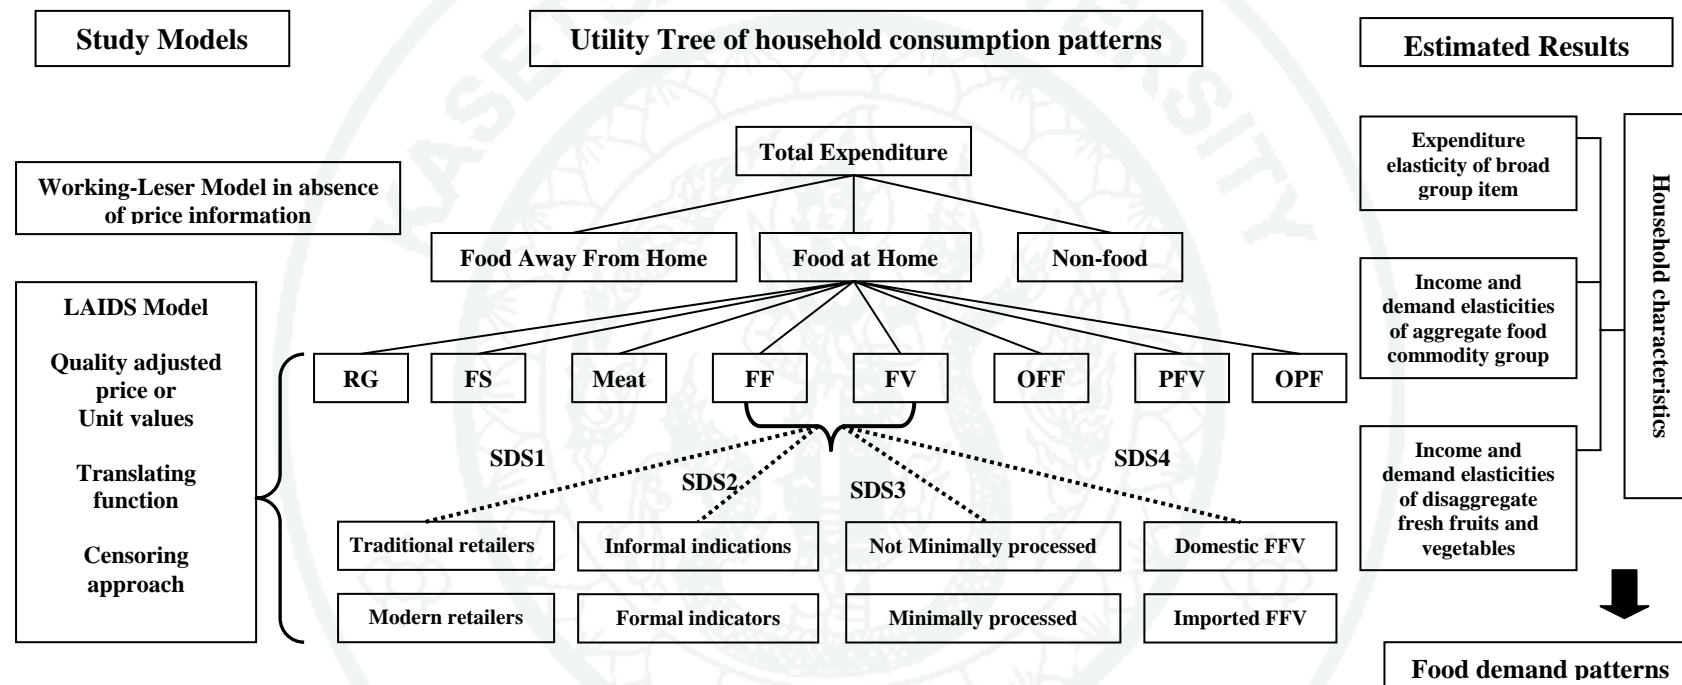 Study Models
Utility Tree of household consumption patterns
Estimated Results
KASETSART UNIVERSITY
Total Expenditure
Working-Leser Model in absence
of price information
Food Away From Home
Food at Home
Non-food
LAIDS Model
Quality adjusted
price or
Unit values
Translating
function
Censoring
approach
RG
FS
Meat
FF
FV
OFF
PFV
OPF
SDS1
SDS2
SDS3
SDS4
Traditional retailers
Informal indications
Not Minimally processed
Domestic FFV
Modern retailers
Formal indicators
Minimally processed
Imported FFV
Expenditure
elasticity of broad
group item
Income and
demand elasticities
of aggregate food
commodity group
Income and
demand elasticities
of disaggregate
fresh fruits and
vegetables
Household characteristics
Food demand patterns